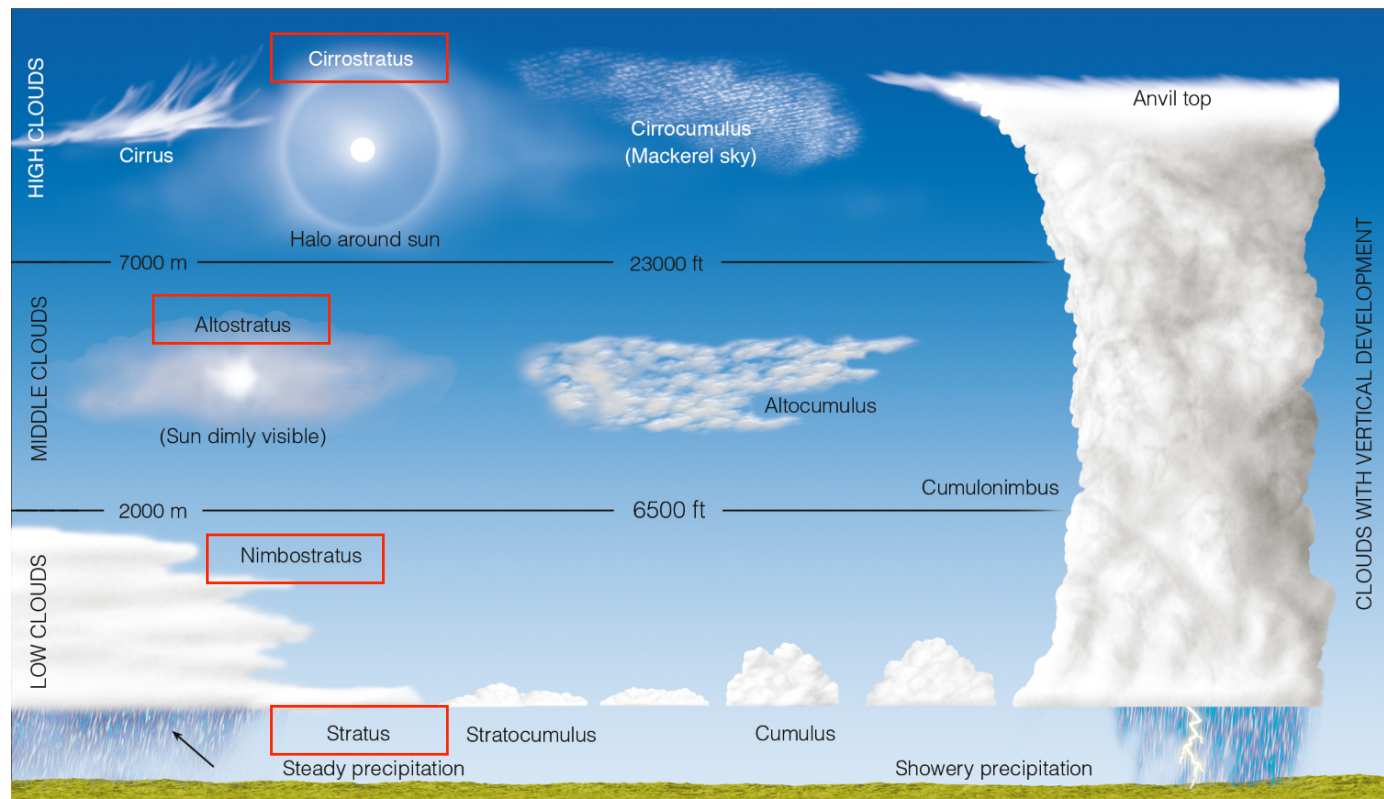 HIGH CLOUDS
Cirrus
Cirrostratus
Halo around sun
Cirrocumulus
(Mackerel sky)
Anvil top
7000 m
23000 ft
MIDDLE CLOUDS
Altostratus
(Sun dimly visible)
Altocumulus
Cumulonimbus
CLOUDS WITH VERTICAL DEVELOPMENT
2000 m
6500 ft
LOW CLOUDS
Nimbostratus
Stratus
Stratocumulus
Cumulus
Steady precipitation
Showery precipitation